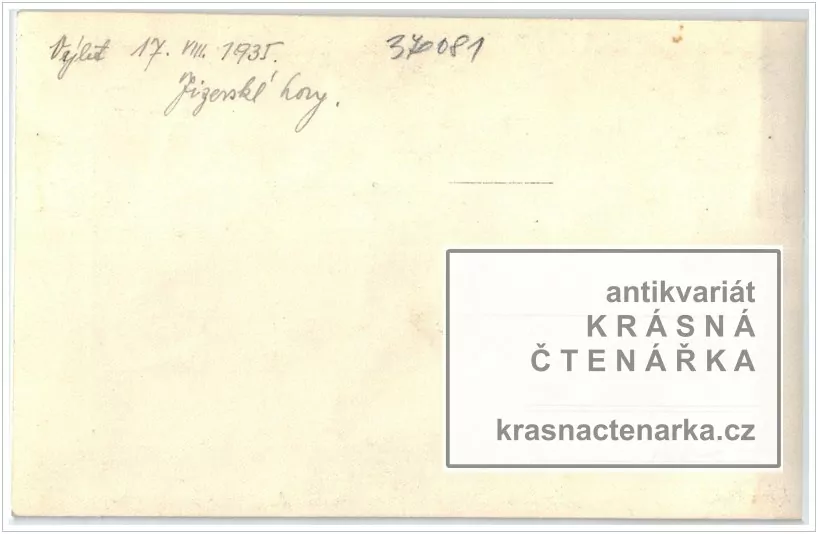 Výlet 17. VIII. 1935.
370081
Jizerské hory.
antikvariát
KRÁSNÁ
ČTENÁŘKA
krasnactenarka.cz